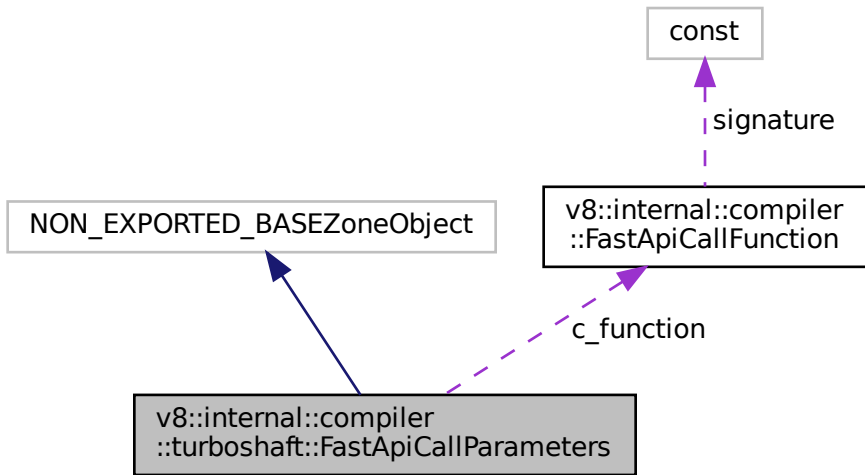 const
signature
v8::internal::compiler
::FastApiCallFunction
NON_EXPORTED_BASEZoneObject
c_function
v8::internal::compiler
::turboshaft::FastApiCallParameters